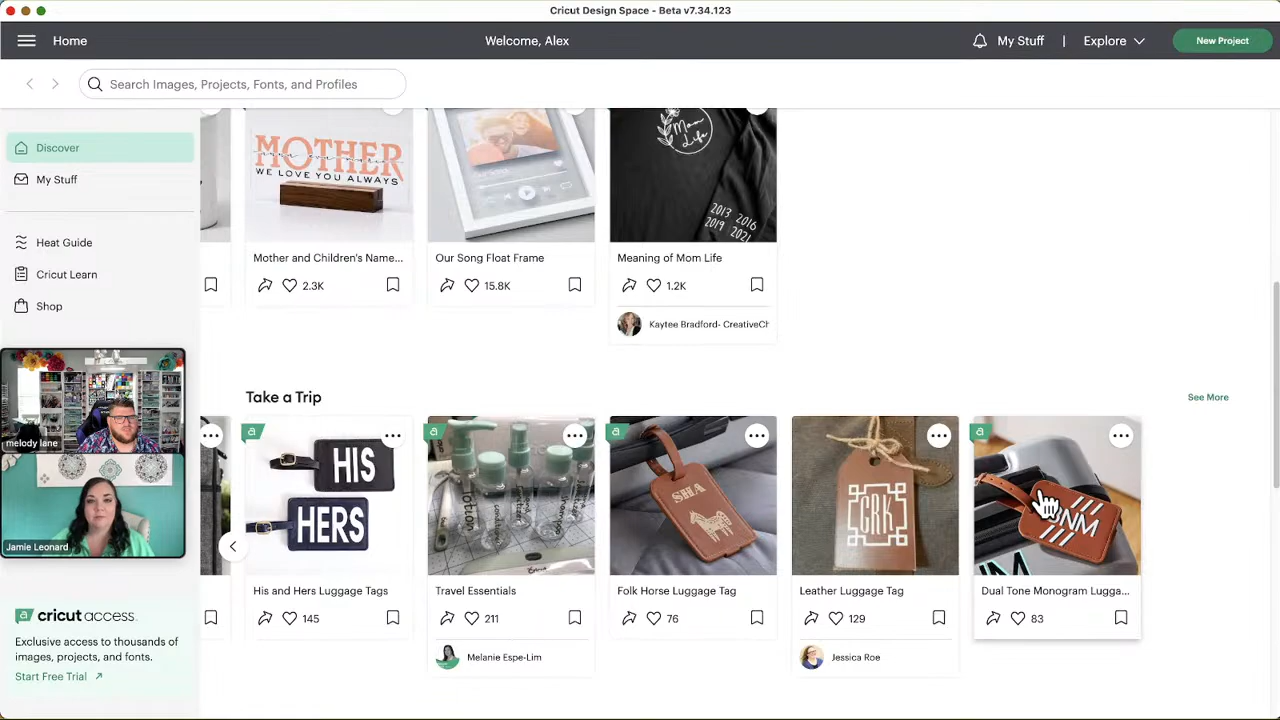 Cricut Design Space - Beta v7.34.123
Home
Welcome, Alex
My Stuff
|
Explore
New Project
Search Images, Projects, Fonts, and Profiles
Discover
My Stuff
Heat Guide
Cricut Learn
Shop
melody lane
Jamie Leonard
cricut access
Exclusive access to thousands of
images, projects, and fonts.
Start Free Trial
MOTHER
WE LOVE YOU ALWAYS
Mom
Life
2013 2016
2019 2021
Mother and Children's Name...
2.3K
Our Song Float Frame
15.8K
Meaning of Mom Life
1.2K
Kaytee Bradford- CreativeCh
Take a Trip
See More
HIS
HERS
His and Hers Luggage Tags
145
lotion
conditioner
shampoo
Travel Essentials
211
Melanie Espe-Lim
SHA
Folk Horse Luggage Tag
76
CRK
Leather Luggage Tag
129
Jessica Roe
NM
Dual Tone Monogram Lugga...
83